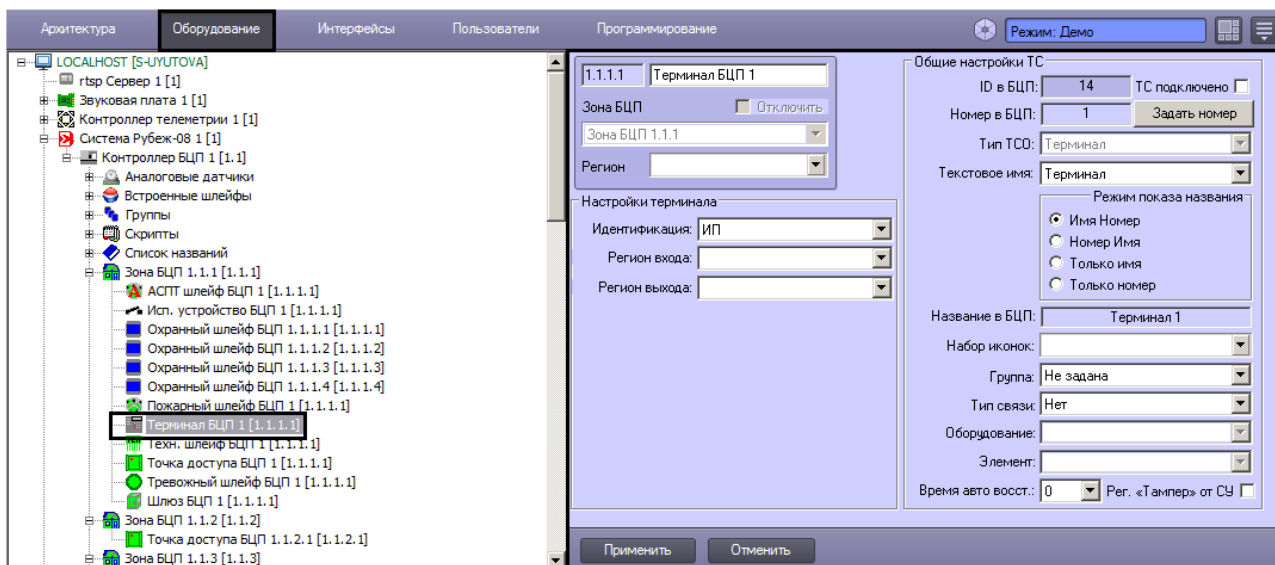 Архитектура Оборудование Интерфейсы Пользователи Программирование Режим: Демо
LOCALHOST [S-UYUTOVA]
rtsp Сервер 1 [1]
Звуковая плата 1 [1]
Контроллер телеметрии 1 [1]
Система Рубеж-08 1 [1]
Контроллер БЦП 1 [1.1]
Аналоговые датчики
Встроенные шлейфы
Группы
Скрипты
Список названий
Зона БЦП 1.1.1 [1.1.1]
АСПТ шлейф БЦП 1 [1.1.1.1]
Исп. устройство БЦП 1 [1.1.1.1]
Охранный шлейф БЦП 1.1.1.1 [1.1.1.1]
Охранный шлейф БЦП 1.1.1.2 [1.1.1.2]
Охранный шлейф БЦП 1.1.1.3 [1.1.1.3]
Охранный шлейф БЦП 1.1.1.4 [1.1.1.4]
Пожарный шлейф БЦП 1 [1.1.1.1]
Терминал БЦП 1 [1.1.1.1]
Техн. шлейф БЦП 1 [1.1.1.1]
Точка доступа БЦП 1 [1.1.1.1]
Тревожный шлейф БЦП 1 [1.1.1.1]
Шлюз БЦП 1 [1.1.1.1]
Зона БЦП 1.1.2 [1.1.2]
Точка доступа БЦП 1.1.2.1 [1.1.2.1]
Зона БЦП 1.1.3 [1.1.3]
1.1.1.1 Терминал БЦП 1
Зона БЦП Отключить
Зона БЦП 1.1.1
Регион
Настройки терминала
Идентификация: ИП
Регион входа:
Регион выхода:
Общие настройки ТС
ID в БЦП: 14 ТС подключено
Номер в БЦП: 1 Задать номер
Тип ТСО: Терминал
Текстовое имя: Терминал
Режим показа названия
Имя Номер
Номер Имя
Только имя
Только номер
Название в БЦП: Терминал 1
Набор иконок:
Группа: Не задана
Тип связи: Нет
Оборудование:
Элемент:
Время авто восст.: 0 Рег. «Тампер» от СУ
Применить Отменить